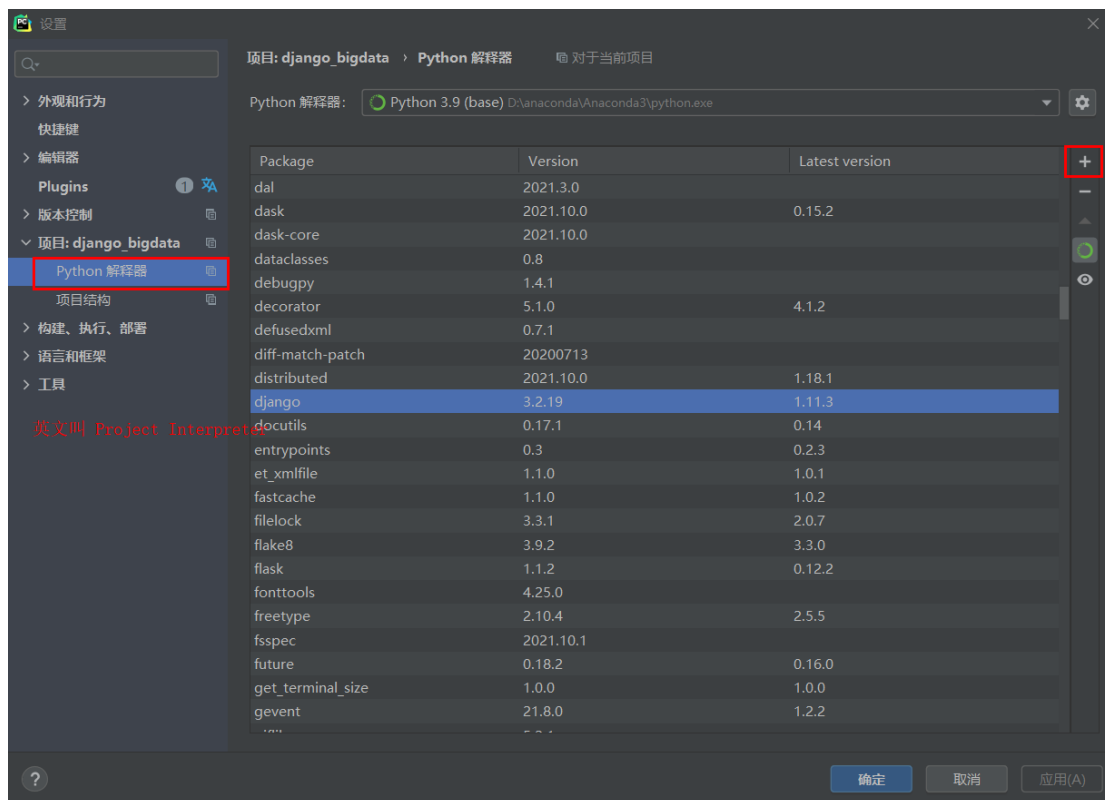 设置
项目: django_bigdata › Python 解释器 对于当前项目
Python 解释器: Python 3.9 (base) D:\anaconda\Anaconda3\python.exe
外观和行为
快捷键
编辑器
Plugins 1
版本控制
项目: django_bigdata
Python 解释器
项目结构
构建、执行、部署
语言和框架
工具
英文叫 Project Interpreter
Package Version Latest version
dal 2021.3.0
dask 2021.10.0 0.15.2
dask-core 2021.10.0
dataclasses 0.8
debugpy 1.4.1
decorator 5.1.0 4.1.2
defusedxml 0.7.1
diff-match-patch 20200713
distributed 2021.10.0 1.18.1
django 3.2.19 1.11.3
docutils 0.17.1 0.14
entrypoints 0.3 0.2.3
et_xmlfile 1.1.0 1.0.1
fastcache 1.1.0 1.0.2
filelock 3.3.1 2.0.7
flake8 3.9.2 3.3.0
flask 1.1.2 0.12.2
fonttools 4.25.0
freetype 2.10.4 2.5.5
fsspec 2021.10.1
future 0.18.2 0.16.0
get_terminal_size 1.0.0 1.0.0
gevent 21.8.0 1.2.2
? 确定 取消 应用(A)